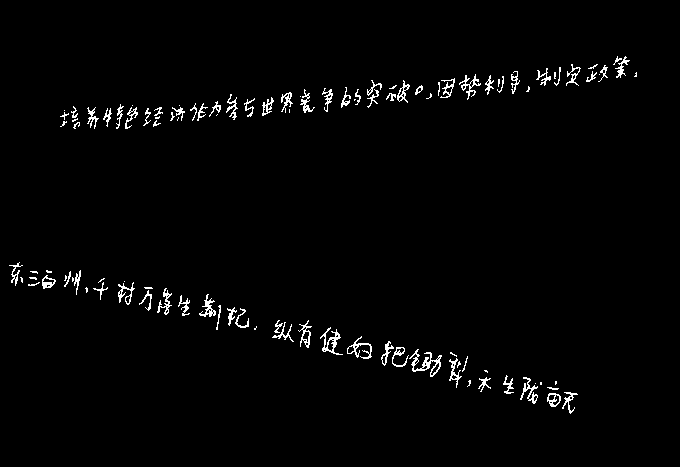 培养特色经济作为参与世界竞争的突破口,因势利导,制定政策,
东二百州,千村万落生荆杞.纵有健妇把锄犁,禾生陇亩无